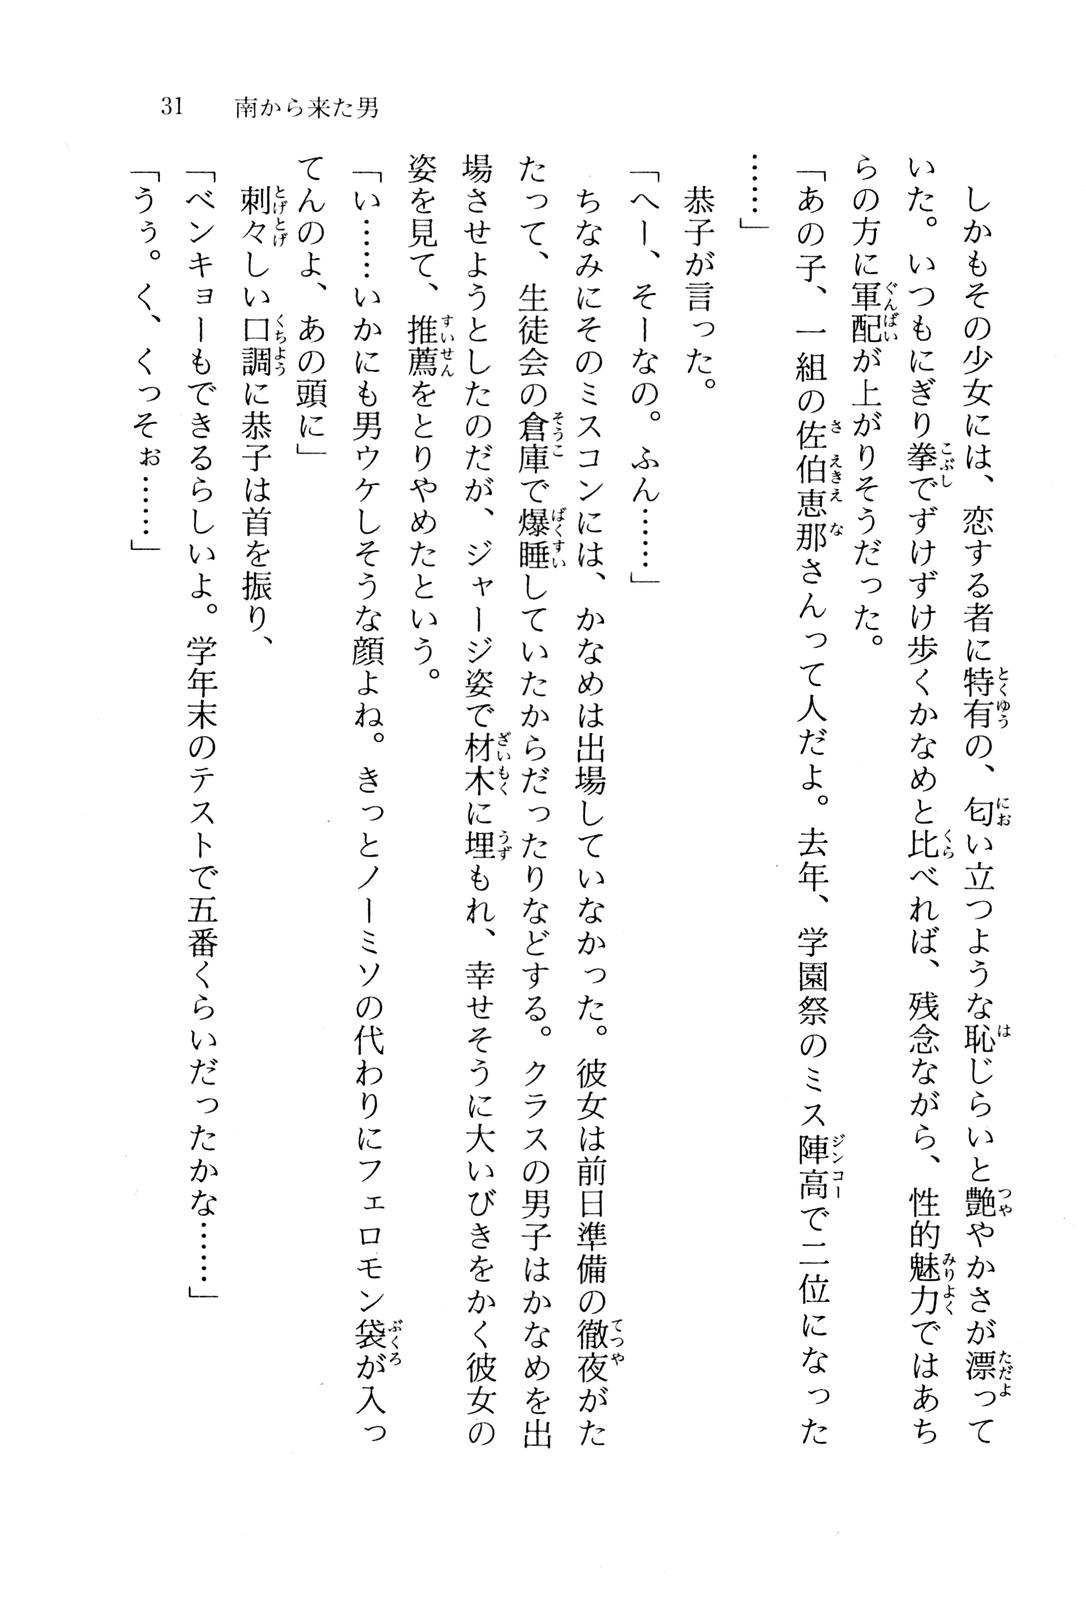 31　南から来た男
　しかもその少女には、恋する者に特有の、匂い立つような恥じらいと艶やかさが漂って
いた。いつもにぎり拳でずけずけ歩くかなめと比べれば、残念ながら、性的魅力ではあち
らの方に軍配が上がりそうだった。
「あの子、一組の佐伯恵那さんって人だよ。去年、学園祭のミス陣高で二位になった
……」
　恭子が言った。
「へー、そーなの。ふん……」
　ちなみにそのミスコンには、かなめは出場していなかった。彼女は前日準備の徹夜がた
たって、生徒会の倉庫で爆睡していたからだったりなどする。クラスの男子はかなめを出
場させようとしたのだが、ジャージ姿で材木に埋もれ、幸せそうに大いびきをかく彼女の
姿を見て、推薦をとりやめたという。
「い……いかにも男ウケしそうな顔よね。きっとノーミソの代わりにフェロモン袋が入っ
てんのよ、あの頭に」
　刺々しい口調に恭子は首を振り、
「ベンキョーもできるらしいよ。学年末のテストで五番くらいだったかな……」
「うぅ。く、くっそぉ……」